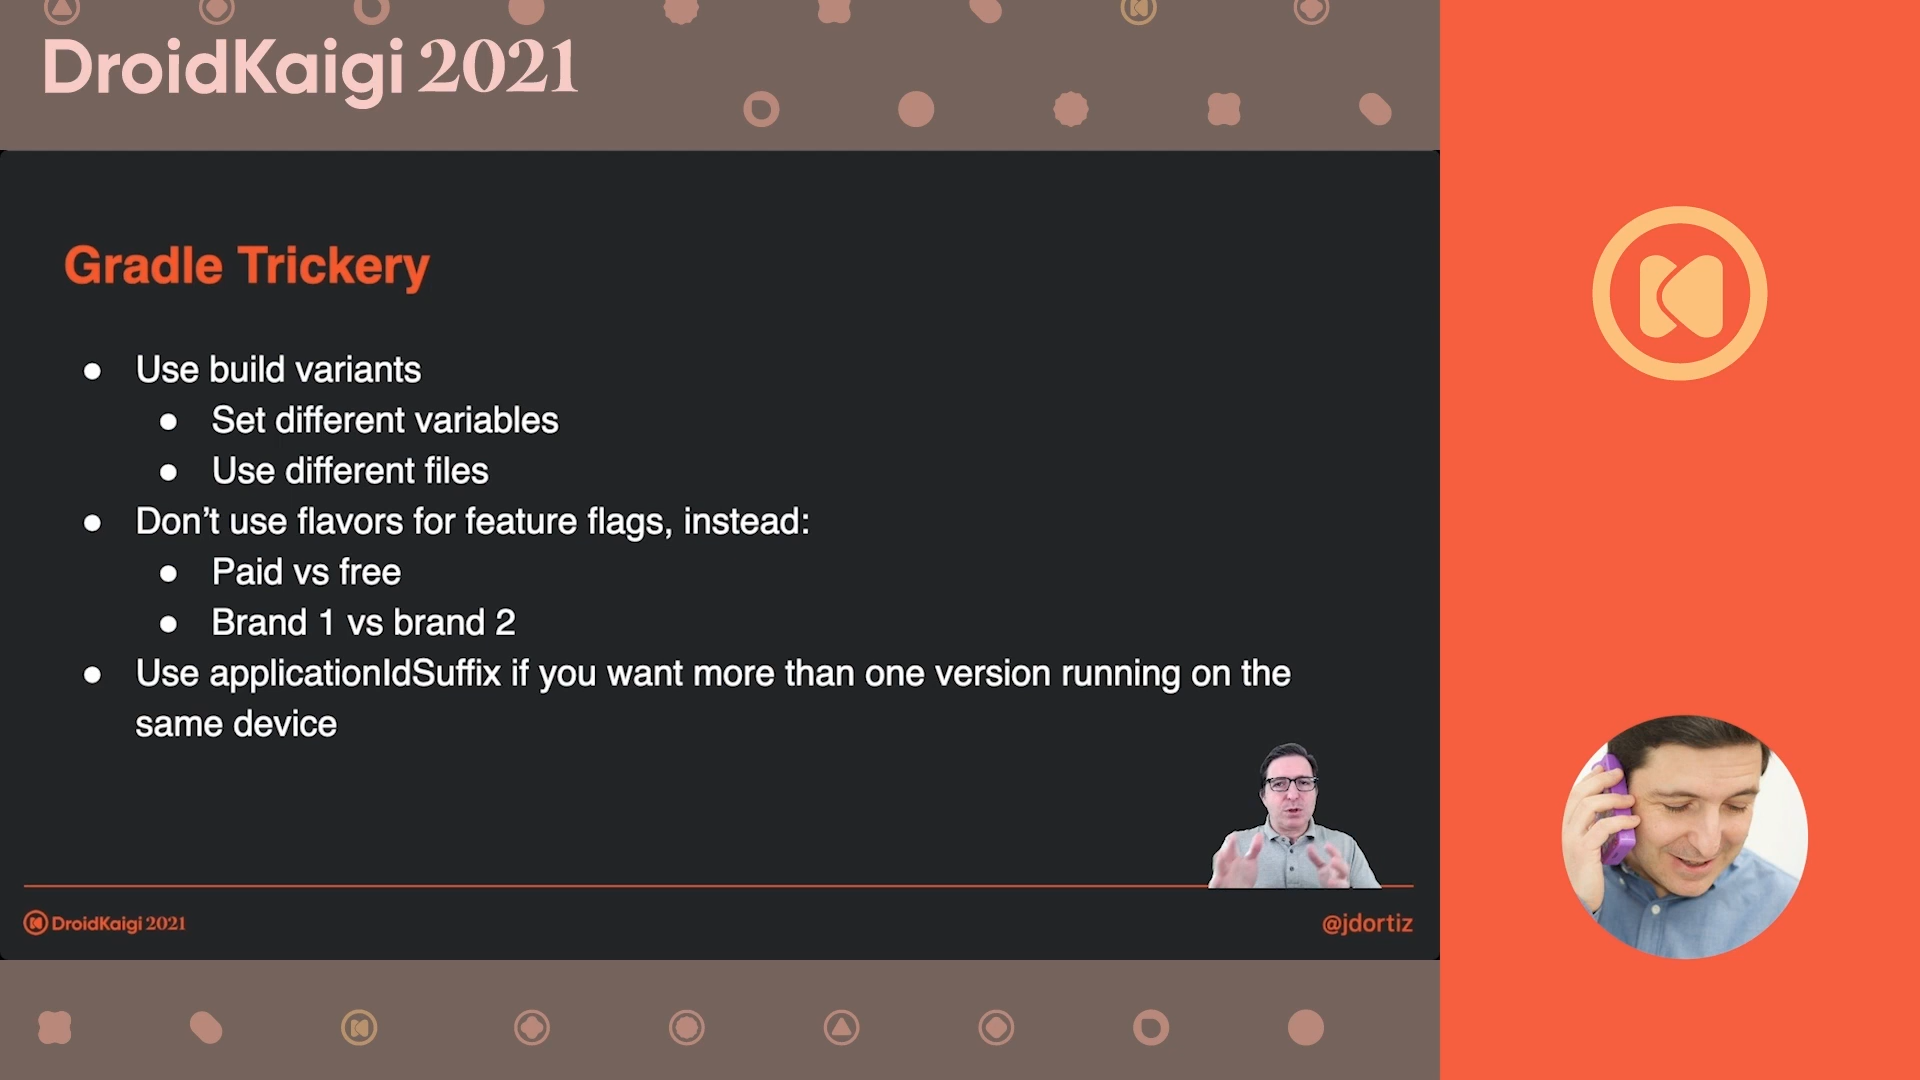 DroidKaigi 2021
Gradle Trickery
● Use build variants
● Set different variables
● Use different files
● Don't use flavors for feature flags, instead:
● Paid vs free
● Brand 1 vs brand 2
● Use applicationIdSuffix if you want more than one version running on the
same device
DroidKaigi 2021
@jdortiz